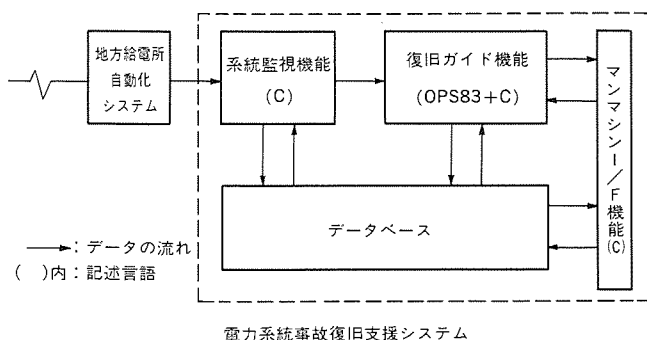 地方給電所
自動化
システム
系統監視機能
(C)
復旧ガイド機能
(OPS83+C)
マンマシンI/F機能(C)
データベース
──→:データの流れ
( )内:記述言語
電力系統事故復旧支援システム